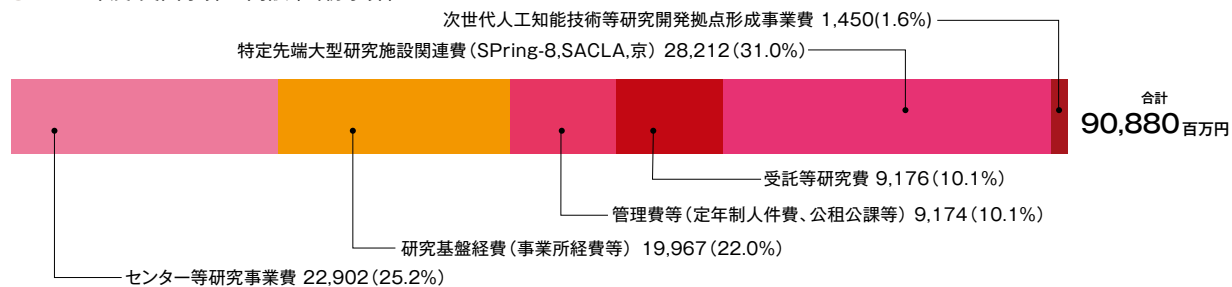 次世代人工知能技術等研究開発拠点形成事業費 1,450(1.6%)
特定先端大型研究施設関連費(SPring-8,SACLA,京) 28,212(31.0%)
合計
90,880百万円
受託等研究費 9,176(10.1%)
管理費等(定年制人件費、公租公課等) 9,174(10.1%)
研究基盤経費(事業所経費等) 19,967(22.0%)
センター等研究事業費 22,902(25.2%)